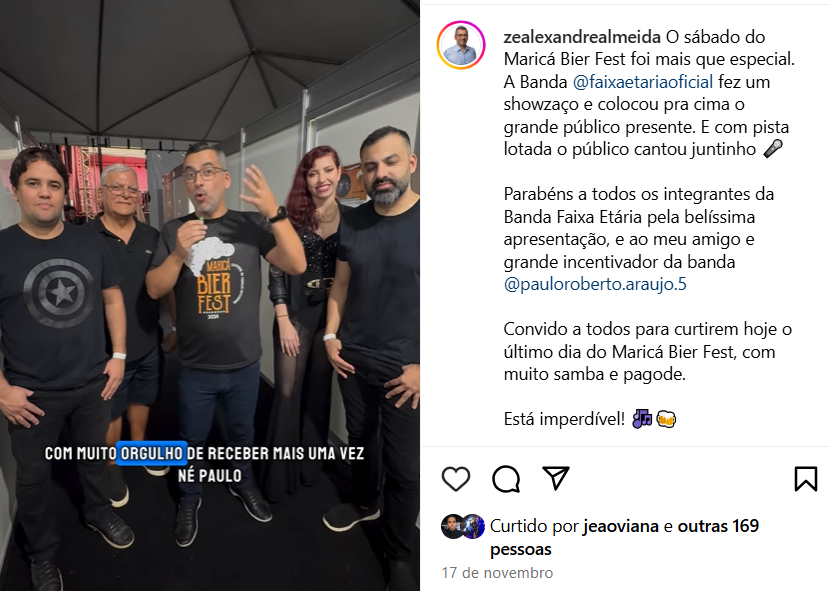 zealexandrealmeida O sábado do
Maricá Bier Fest foi mais que especial.
A Banda @faixaetariaoficial fez um
showzaço e colocou pra cima o
grande público presente. E com pista
lotada o público cantou juntinho 🎤
Parabéns a todos os integrantes da
Banda Faixa Etária pela belíssima
apresentação, e ao meu amigo e
grande incentivador da banda
@pauloroberto.araujo.5
Convido a todos para curtirem hoje o
último dia do Maricá Bier Fest, com
muito samba e pagode.
Está imperdível! 🎶🍻
Curtido por jeaoviana e outras 169
pessoas
17 de novembro
MARICÁ
BIER
FEST
2024
COM MUITO ORGULHO DE RECEBER MAIS UMA VEZ
NÉ PAULO